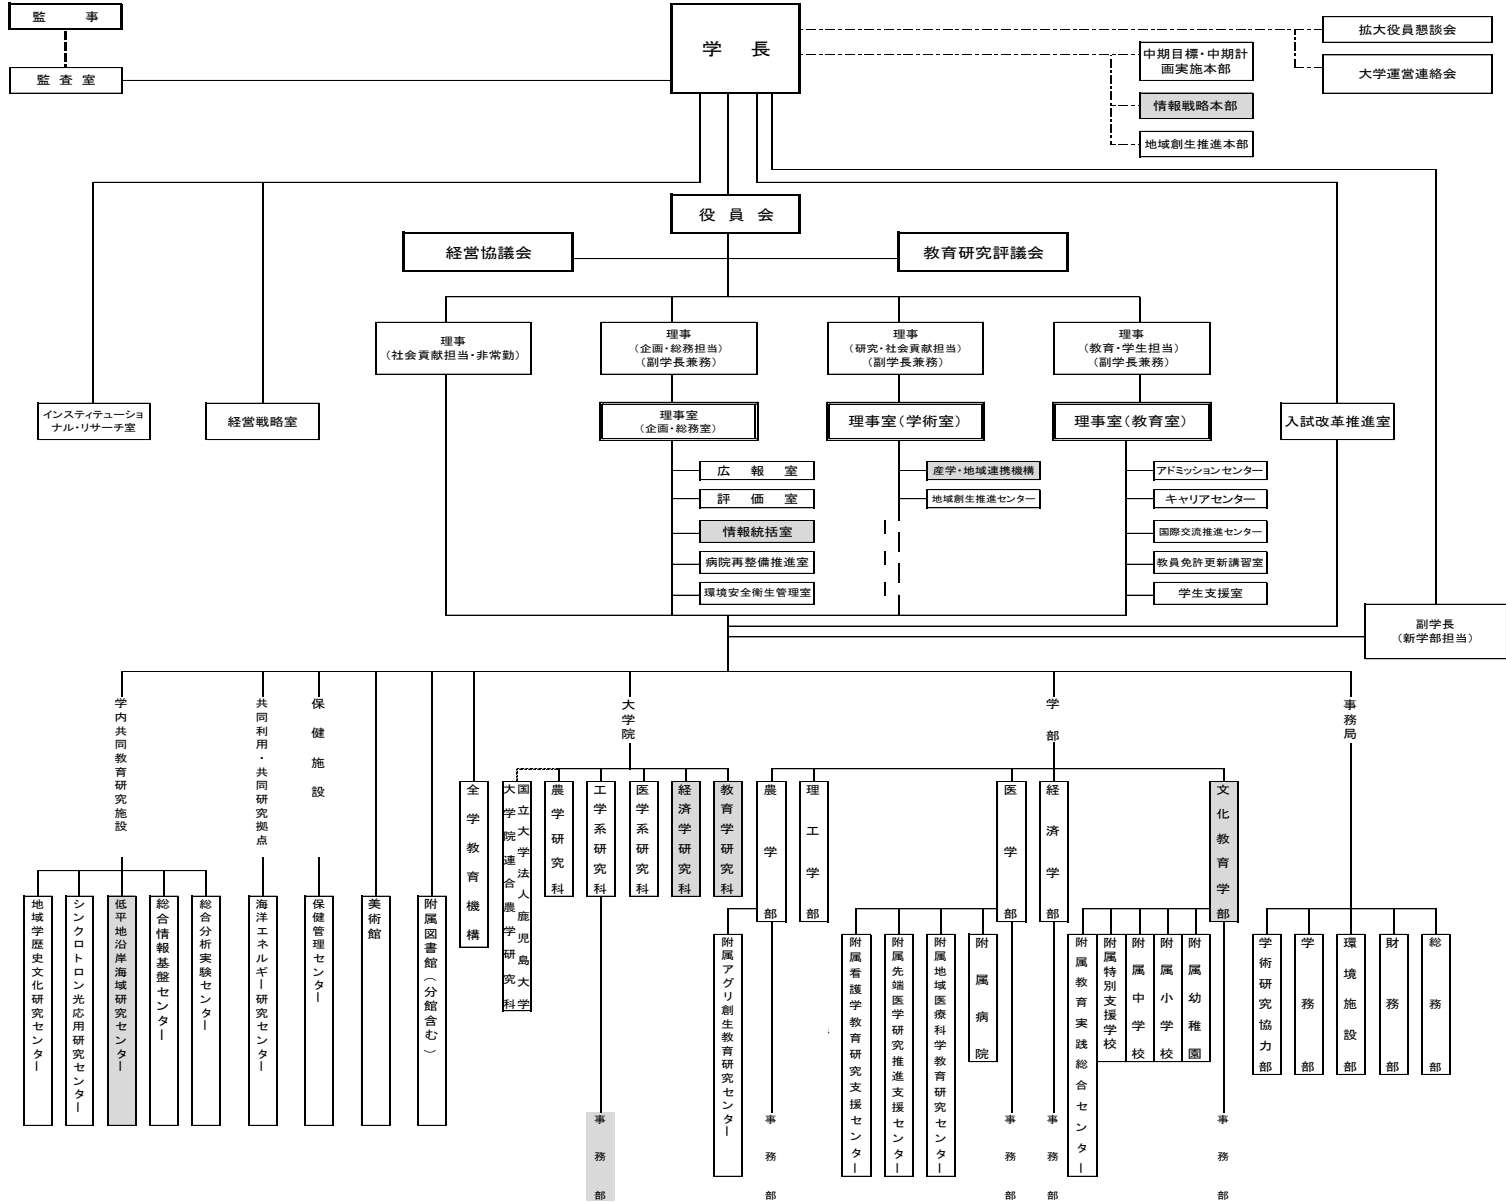 監　事
学　長
拡大役員懇談会
中期目標・中期計
画実施本部
大学運営連絡会
監 査 室
情報戦略本部
地域創生推進本部
役 員 会
経営協議会
教育研究評議会
理事
(社会貢献担当・非常勤)
理事
(企画・総務担当)
(副学長兼務)
理事
(研究・社会貢献担当)
(副学長兼務)
理事
(教育・学生担当)
(副学長兼務)
インスティテューショ
ナル・リサーチ室
経営戦略室
理事室
(企画・総務室)
理事室(学術室)
理事室(教育室)
入試改革推進室
広　報　室
評　価　室
情報統括室
病院再整備推進室
環境安全衛生管理室
産学・地域連携機構
地域創生推進センター
アドミッションセンター
キャリアセンター
国際交流推進センター
教員免許更新講習室
学生支援室
副学長
(新学部担当)
学内共同教育研究施設
共同利用・共同研究拠点
保健施設
大学院
学部
事務局
全学教育機構
国立大学法人鹿児島大学
大学院連合農学研究科
農学研究科
工学系研究科
医学系研究科
経済学研究科
教育学研究科
農学部
理工学部
医学部
経済学部
文化教育学部
地域学歴史文化研究センター
シンクロトロン光応用研究センター
低平地沿岸海域研究センター
総合情報基盤センター
総合分析実験センター
海洋エネルギー研究センター
保健管理センター
美術館
附属図書館(分館含む)
附属アグリ創生教育研究センター
附属看護学教育研究支援センター
附属先端医学研究推進支援センター
附属地域医療科学教育研究センター
附属病院
附属教育実践総合センター
附属特別支援学校
附属中学校
附属小学校
附属幼稚園
学術研究協力部
学務部
環境施設部
財務部
総務部
事務部
事務部
事務部
事務部
事務部